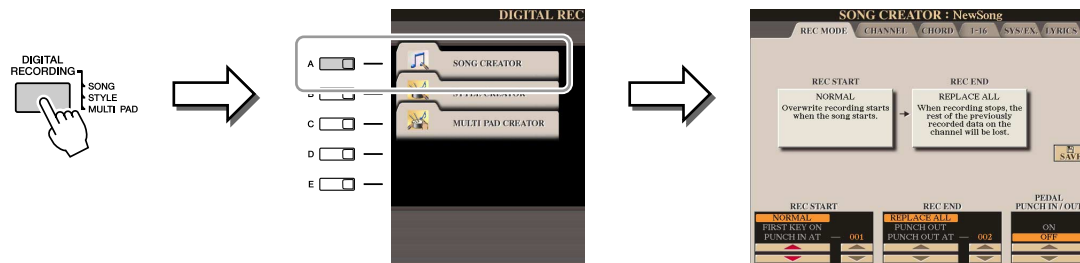 DIGITAL
RECORDING
SONG
STYLE
MULTI PAD
DIGITAL REC
A
SONG CREATOR
B
STYLE CREATOR
C
MULTI PAD CREATOR
D
E
SONG CREATOR : NewSong
REC MODE CHANNEL CHORD 1-16 SYS/EX. LYRICS
REC START REC END
NORMAL
Overwrite recording starts
when the song starts.
REPLACE ALL
When recording stops, the
rest of the previously
recorded data on the
channel will be lost.
SAVE
REC START REC END PEDAL
PUNCH IN / OUT
NORMAL REPLACE ALL
FIRST KEY ON PUNCH OUT ON
PUNCH IN AT — 001 PUNCH OUT AT — 002 OFF